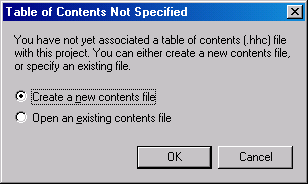 Table of Contents Not Specified
You have not yet associated a table of contents (.hhc) file
with this project. You can either create a new contents file,
or specify an existing file.
Create a new contents file
Open an existing contents file
OK
Cancel